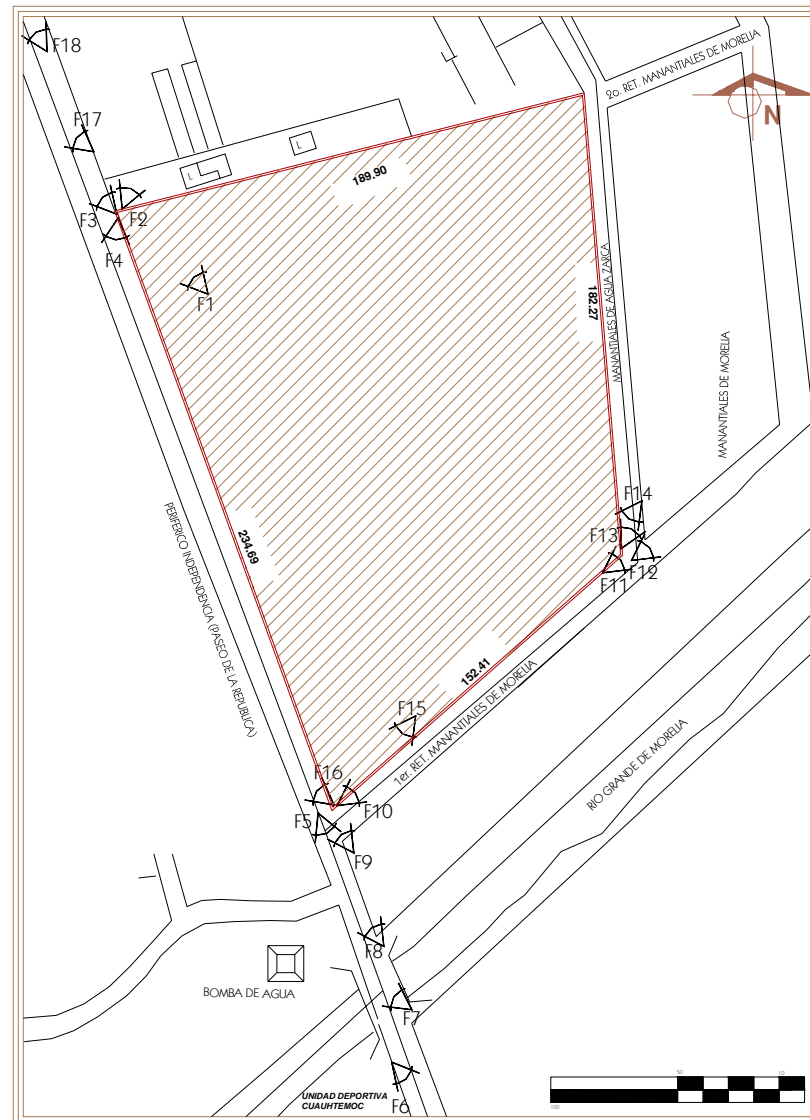 F18
2o. RET. MANANTIALES DE MORELIA
N
F17
L
L
189.90
F3
F2
F4
F1
MANANTIALES DE AGUA ZARCA
182.27
MANANTIALES DE MORELIA
F14
F13
F12
F11
PERIFERICO INDEPENDENCIA (PASEO DE LA REPUBLICA)
234.69
152.41
F15
1er. RET. MANANTIALES DE MORELIA
RIO GRANDE DE MORELIA
F16
F10
F5
F9
F8
BOMBA DE AGUA
F7
F6
UNIDAD DEPORTIVA
CUAUHTEMOC
50
10
100